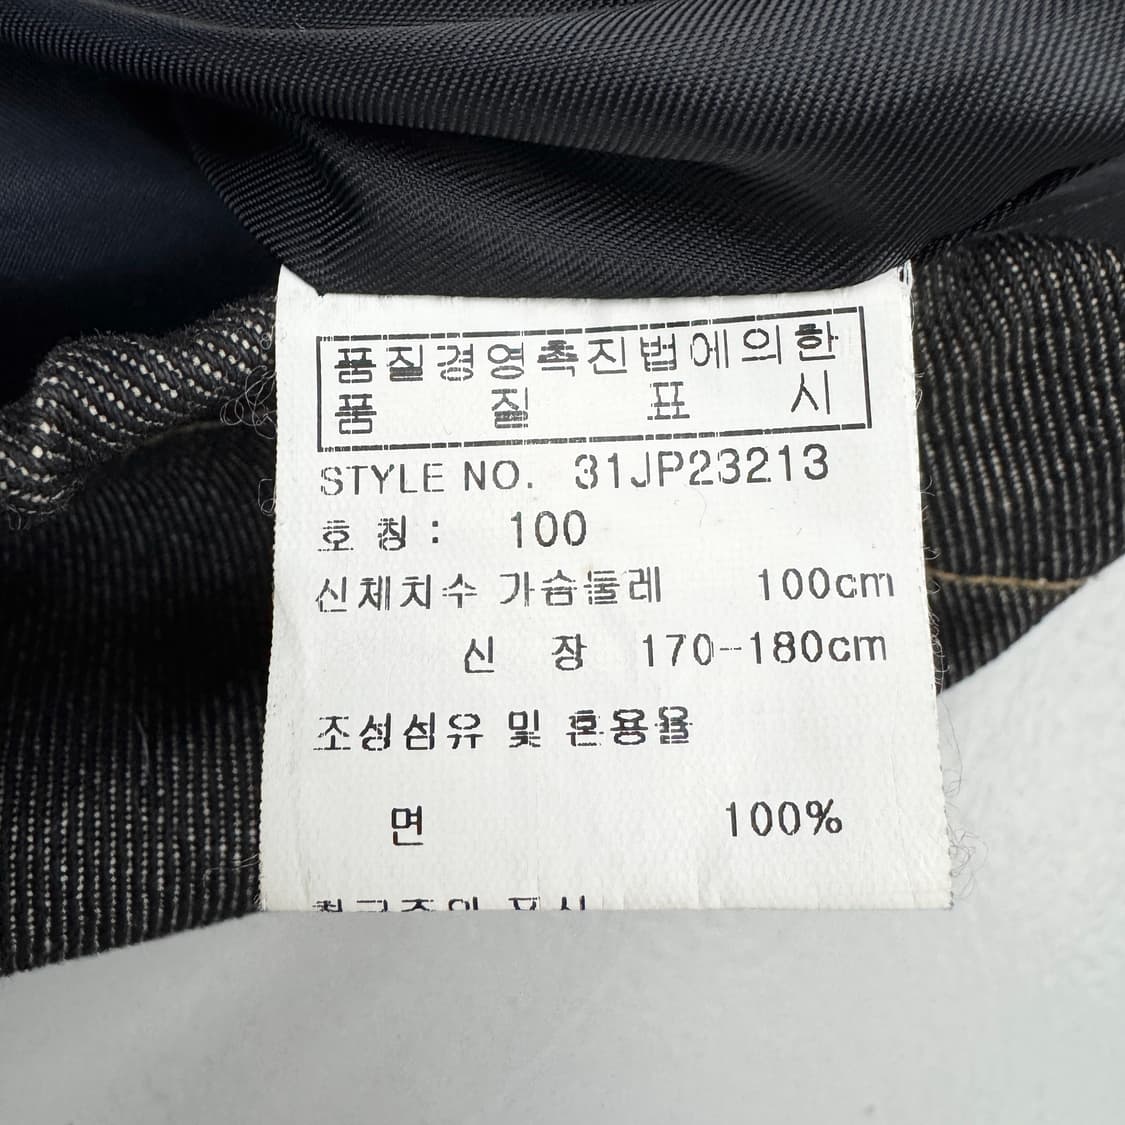 품질경영촉진법에의한
품질표시
STYLE NO. 31JP23213
호칭: 100
신체치수 가슴둘레 100cm
신장 170--180cm
조성섬유 및 혼용율
면 100%